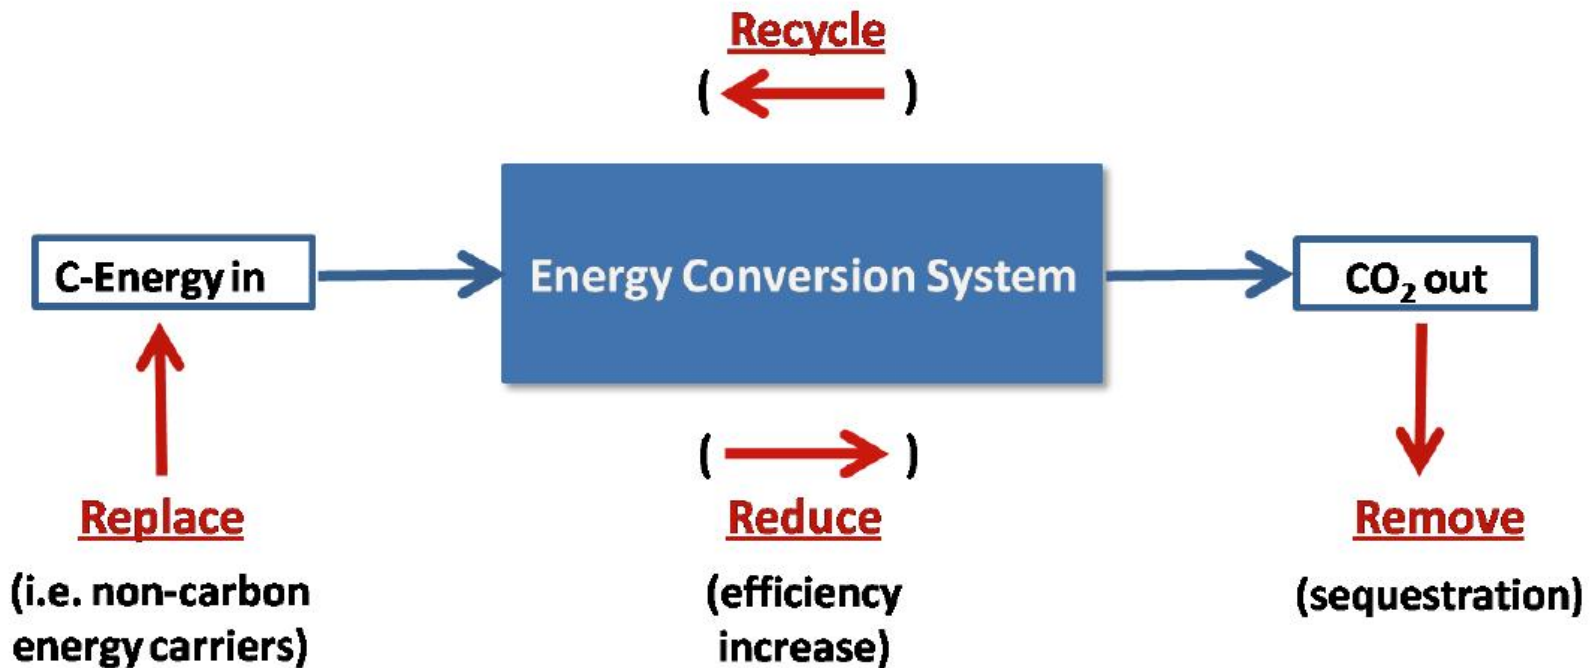 Recycle
( )
C-Energy in
Energy Conversion System
CO₂ out
( )
Replace
(i.e. non-carbon
energy carriers)
Reduce
(efficiency
increase)
Remove
(sequestration)